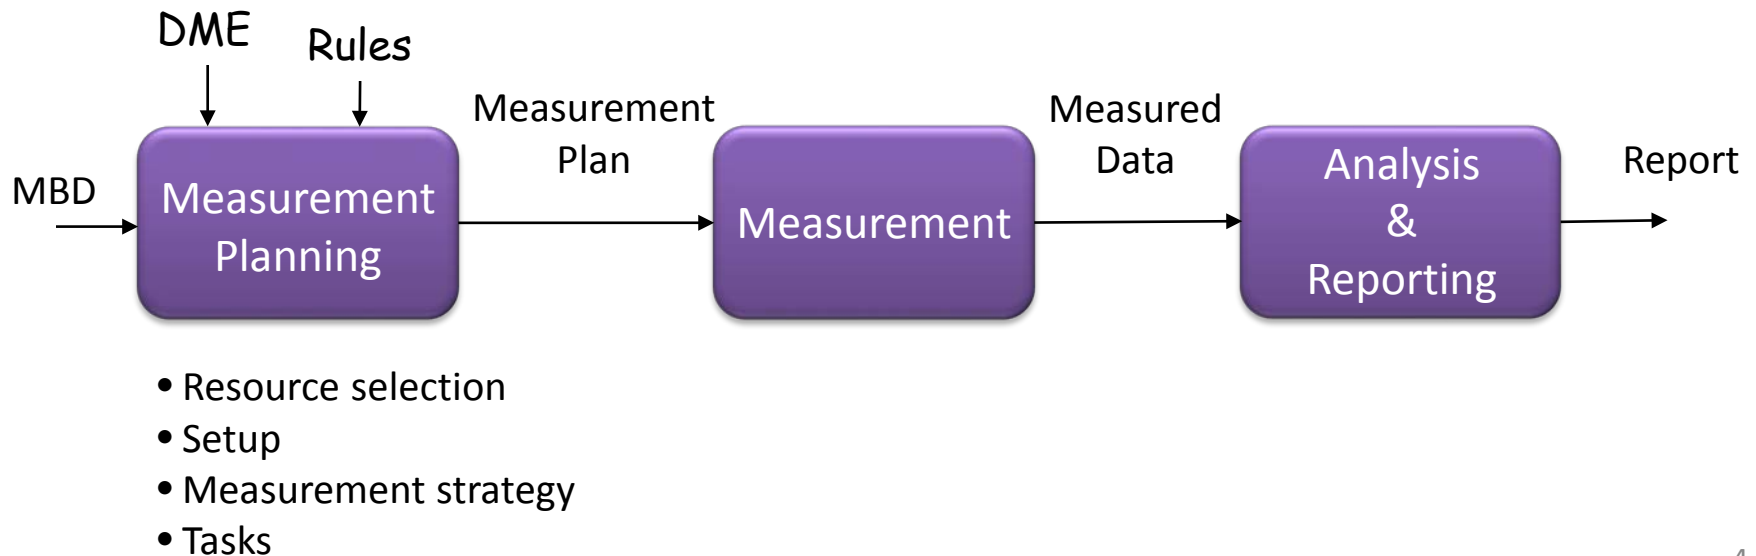 DME
Rules
MBD
Measurement
Planning
Measurement
Plan
Measurement
Measured
Data
Analysis
&
Reporting
Report
• Resource selection
• Setup
• Measurement strategy
• Tasks